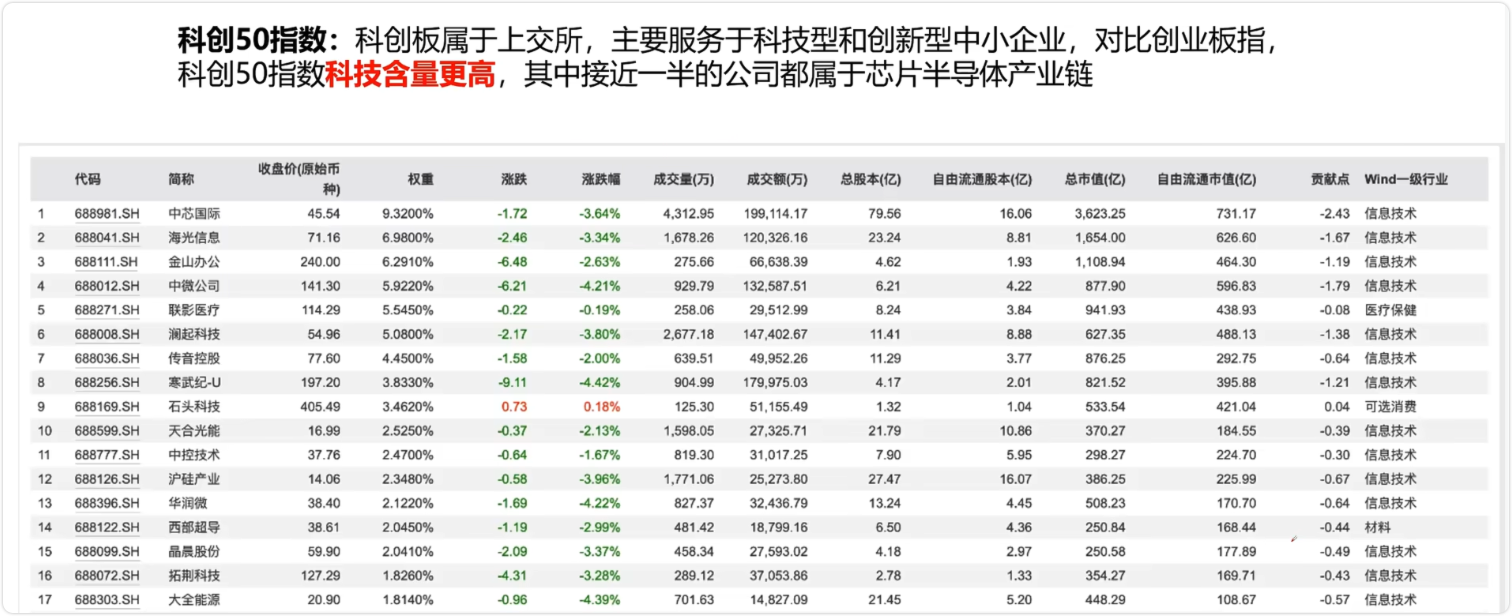 科创50指数：科创板属于上交所，主要服务于科技型和创新型中小企业，对比创业板指，
科创50指数科技含量更高，其中接近一半的公司都属于芯片半导体产业链
代码 简称 收盘价(原始币种) 权重 涨跌 涨跌幅 成交量(万) 成交额(万) 总股本(亿) 自由流通股本(亿) 总市值(亿) 自由流通市值(亿) 贡献点 Wind一级行业
1 688981.SH 中芯国际 45.54 9.3200% -1.72 -3.64% 4,312.95 199,114.17 79.56 16.06 3,623.25 731.17 -2.43 信息技术
2 688041.SH 海光信息 71.16 6.9800% -2.46 -3.34% 1,678.26 120,326.16 23.24 8.81 1,654.00 626.60 -1.67 信息技术
3 688111.SH 金山办公 240.00 6.2910% -6.48 -2.63% 275.66 66,638.39 4.62 1.93 1,108.94 464.30 -1.19 信息技术
4 688012.SH 中微公司 141.30 5.9220% -6.21 -4.21% 929.79 132,587.51 6.21 4.22 877.90 596.83 -1.79 信息技术
5 688271.SH 联影医疗 114.29 5.5450% -0.22 -0.19% 258.06 29,512.99 8.24 3.84 941.93 438.93 -0.08 医疗保健
6 688008.SH 澜起科技 54.96 5.0800% -2.17 -3.80% 2,677.18 147,402.67 11.41 8.88 627.35 488.13 -1.38 信息技术
7 688036.SH 传音控股 77.60 4.4500% -1.58 -2.00% 639.51 49,952.26 11.29 3.77 876.25 292.75 -0.64 信息技术
8 688256.SH 寒武纪-U 197.20 3.8330% -9.11 -4.42% 904.99 179,975.03 4.17 2.01 821.52 395.88 -1.21 信息技术
9 688169.SH 石头科技 405.49 3.4620% 0.73 0.18% 125.30 51,155.49 1.32 1.04 533.54 421.04 0.04 可选消费
10 688599.SH 天合光能 16.99 2.5250% -0.37 -2.13% 1,598.05 27,325.71 21.79 10.86 370.27 184.55 -0.39 信息技术
11 688777.SH 中控技术 37.76 2.4700% -0.64 -1.67% 819.30 31,017.25 7.90 5.95 298.27 224.70 -0.30 信息技术
12 688126.SH 沪硅产业 14.06 2.3480% -0.58 -3.96% 1,771.06 25,273.80 27.47 16.07 386.25 225.99 -0.67 信息技术
13 688396.SH 华润微 38.40 2.1220% -1.69 -4.22% 827.37 32,436.79 13.24 4.45 508.23 170.70 -0.64 信息技术
14 688122.SH 西部超导 38.61 2.0450% -1.19 -2.99% 481.42 18,799.16 6.50 4.36 250.84 168.44 -0.44 材料
15 688099.SH 晶晨股份 59.90 2.0410% -2.09 -3.37% 458.34 27,593.02 4.18 2.97 250.58 177.89 -0.49 信息技术
16 688072.SH 拓荆科技 127.29 1.8260% -4.31 -3.28% 289.12 37,053.86 2.78 1.33 354.27 169.71 -0.43 信息技术
17 688303.SH 大全能源 20.90 1.8140% -0.96 -4.39% 701.63 14,827.09 21.45 5.20 448.29 108.67 -0.57 信息技术